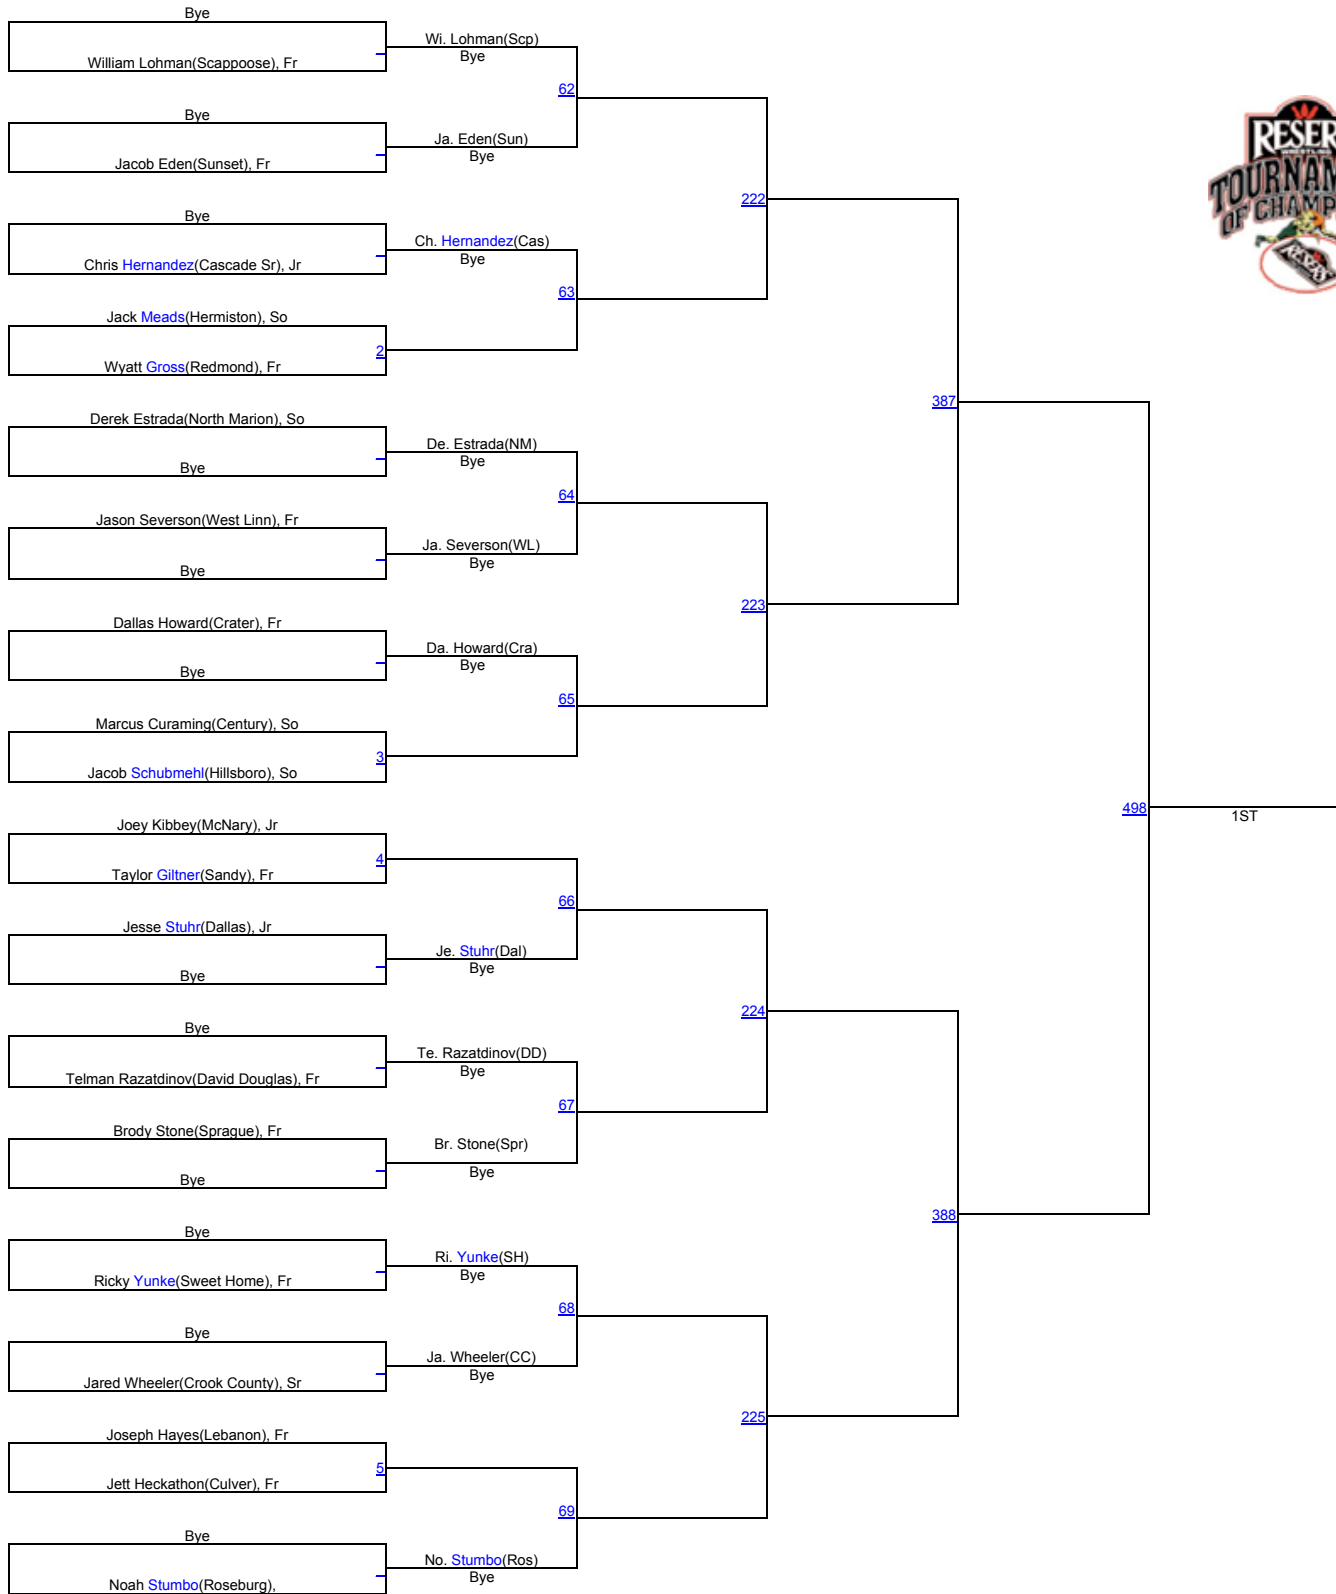 Bye
William Lohman(Scappoose), Fr
Wi. Lohman(Scp)
Bye
62
Bye
Jacob Eden(Sunset), Fr
Ja. Eden(Sun)
Bye
222
Bye
Chris Hernandez(Cascade Sr), Jr
Ch. Hernandez(Cas)
Bye
63
Jack Meads(Hermiston), So
2
Wyatt Gross(Redmond), Fr
387
Derek Estrada(North Marion), So
Bye
De. Estrada(NM)
Bye
64
Jason Severson(West Linn), Fr
Bye
Ja. Severson(WL)
Bye
223
Dallas Howard(Crater), Fr
Bye
Da. Howard(Cra)
Bye
65
Marcus Curaming(Century), So
3
Jacob Schubmehl(Hillsboro), So
498
1ST
Joey Kibbey(McNary), Jr
4
Taylor Giltner(Sandy), Fr
66
Jesse Stuhr(Dallas), Jr
Bye
Je. Stuhr(Dal)
Bye
224
Bye
Telman Razatdinov(David Douglas), Fr
Te. Razatdinov(DD)
Bye
67
Brody Stone(Sprague), Fr
Bye
Br. Stone(Spr)
Bye
388
Bye
Ricky Yunke(Sweet Home), Fr
Ri. Yunke(SH)
Bye
68
Bye
Jared Wheeler(Crook County), Sr
Ja. Wheeler(CC)
Bye
225
Joseph Hayes(Lebanon), Fr
5
Jett Heckathon(Culver), Fr
69
Bye
Noah Stumbo(Roseburg),
No. Stumbo(Ros)
Bye
RESER
WRESTLING
TOURNAM
OF CHAMP